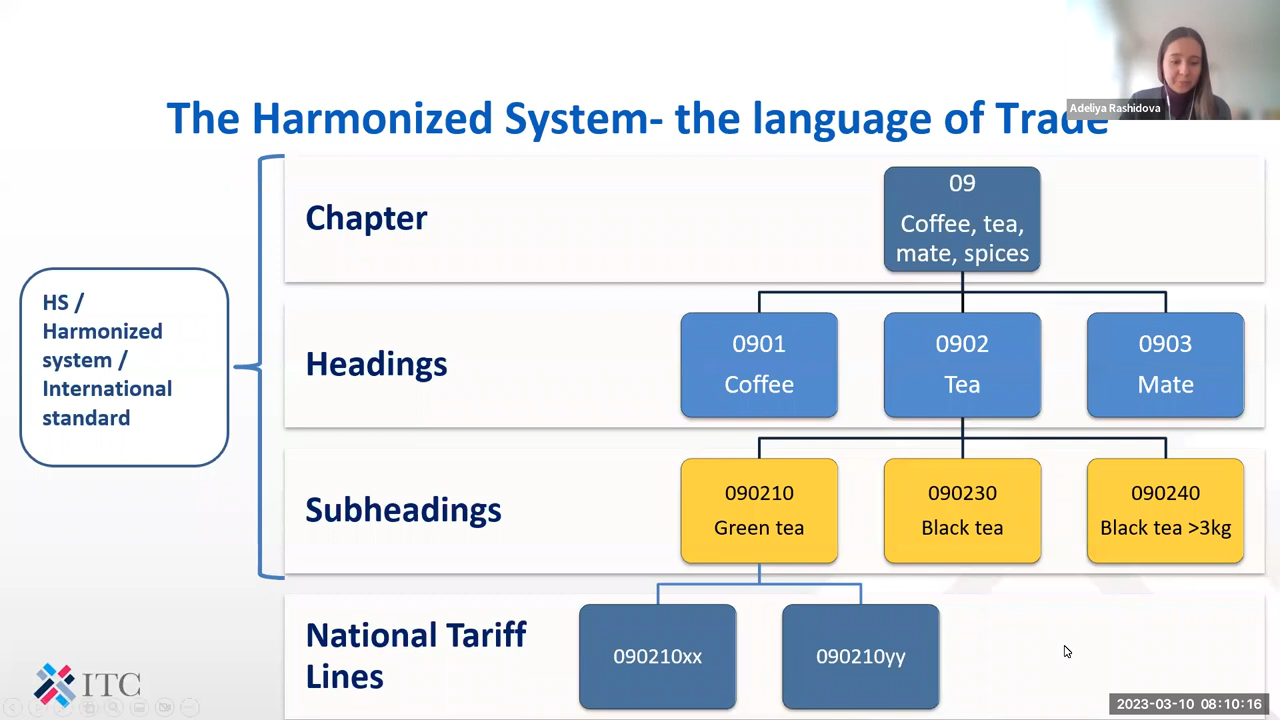 Adeliya Rashidova
The Harmonized System- the language of Trade
Chapter
09
Coffee, tea,
mate, spices
HS /
Harmonized
system /
International
standard
Headings
0901
Coffee
0902
Tea
0903
Mate
Subheadings
090210
Green tea
090230
Black tea
090240
Black tea >3kg
National Tariff
Lines
090210xx
090210yy
ITC
2023-03-10 08:10:16